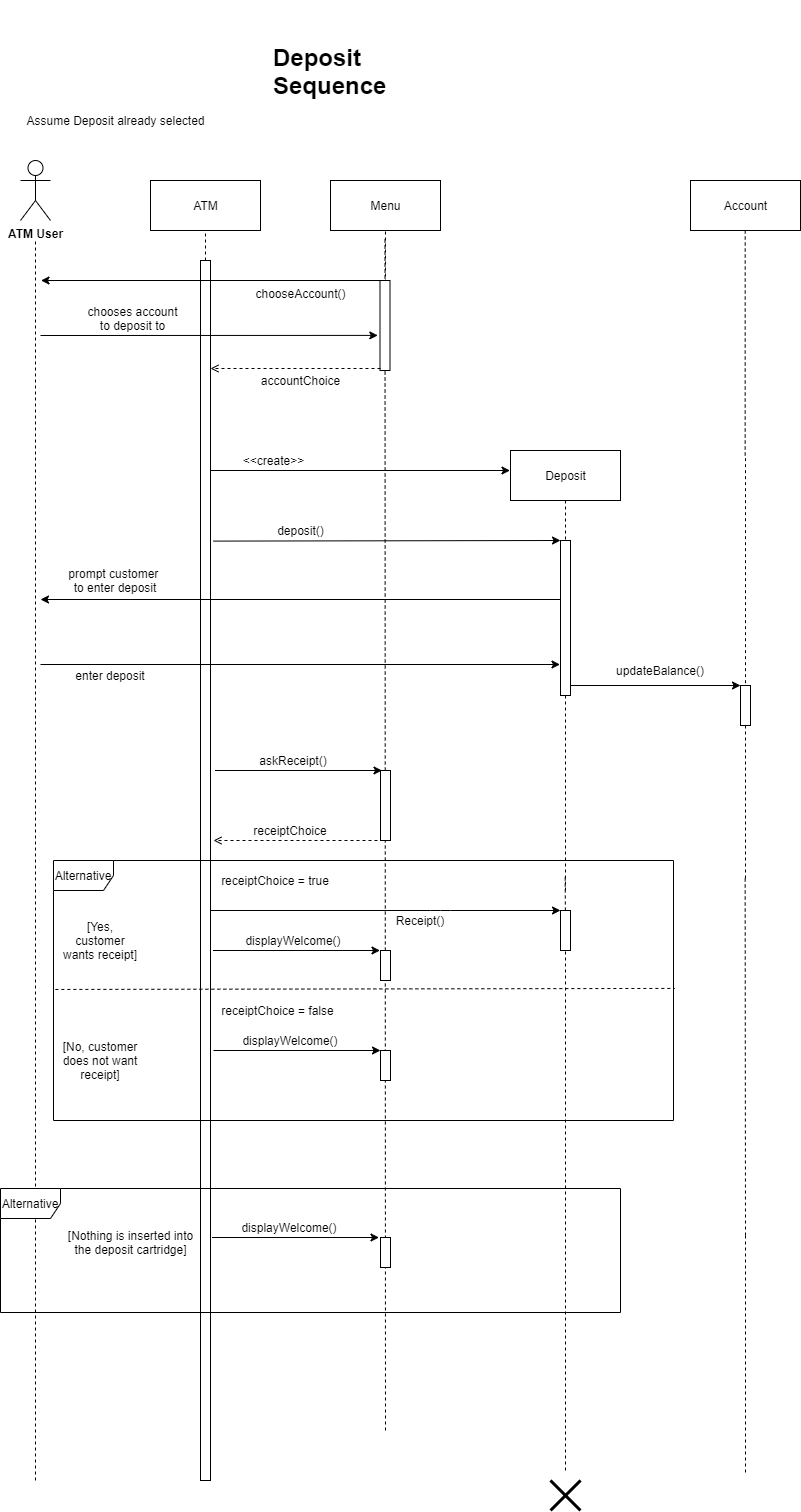 Deposit
Sequence
Assume Deposit already selected
ATM User
ATM
Menu
Account
chooseAccount()
chooses account
to deposit to
accountChoice
<<create>>
Deposit
deposit()
prompt customer
to enter deposit
enter deposit
updateBalance()
askReceipt()
receiptChoice
Alternative
receiptChoice = true
[Yes,
customer
wants receipt]
Receipt()
displayWelcome()
receiptChoice = false
displayWelcome()
[No, customer
does not want
receipt]
Alternative
[Nothing is inserted into
the deposit cartridge]
displayWelcome()